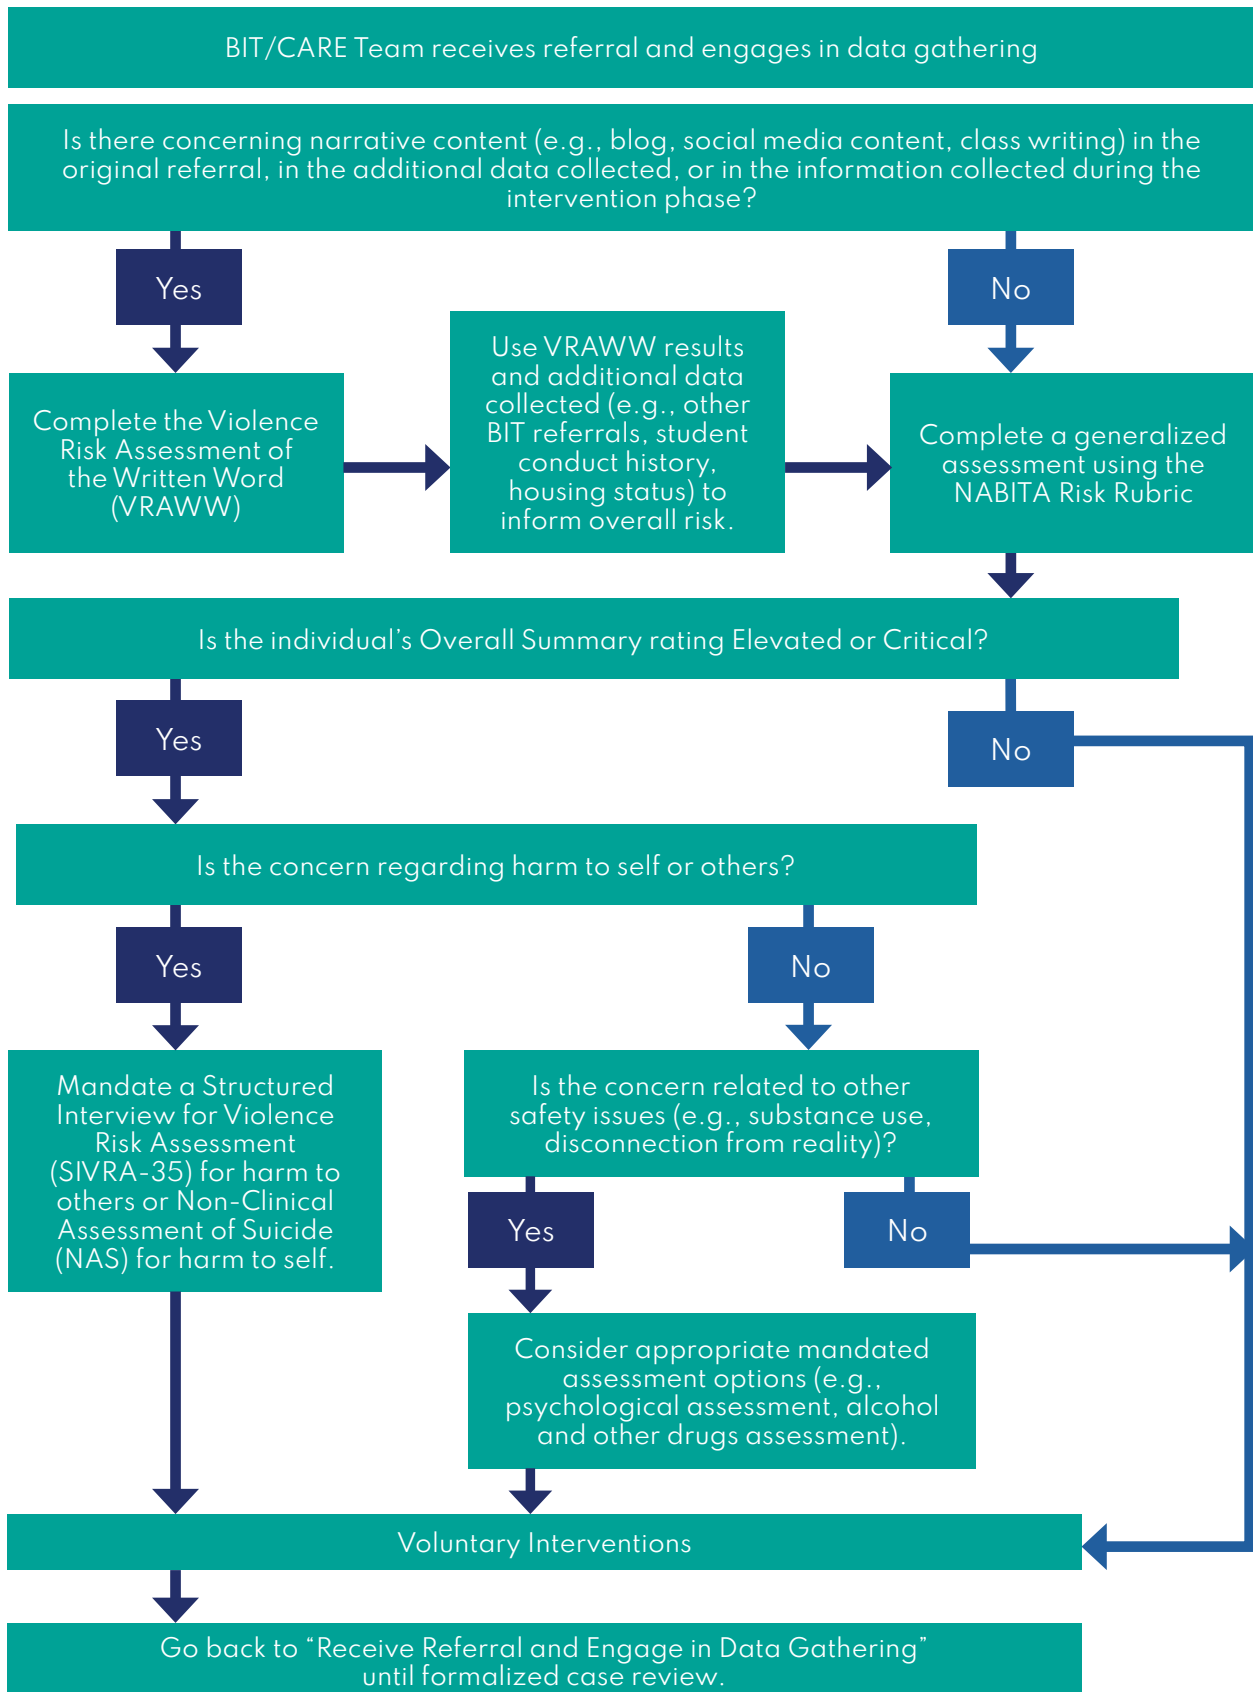 BIT/CARE Team receives referral and engages in data gathering
Is there concerning narrative content (e.g., blog, social media content, class writing) in the
original referral, in the additional data collected, or in the information collected during the
intervention phase?
Yes
No
Complete the Violence
Risk Assessment of
the Written Word
(VRAWW)
Use VRAWW results
and additional data
collected (e.g., other
BIT referrals, student
conduct history,
housing status) to
inform overall risk.
Complete a generalized
assessment using the
NABITA Risk Rubric
Is the individual’s Overall Summary rating Elevated or Critical?
Yes
No
Is the concern regarding harm to self or others?
Yes
No
Mandate a Structured
Interview for Violence
Risk Assessment
(SIVRA-35) for harm to
others or Non-Clinical
Assessment of Suicide
(NAS) for harm to self.
Is the concern related to other
safety issues (e.g., substance use,
disconnection from reality)?
Yes
No
Consider appropriate mandated
assessment options (e.g.,
psychological assessment, alcohol
and other drugs assessment).
Voluntary Interventions
Go back to “Receive Referral and Engage in Data Gathering”
until formalized case review.